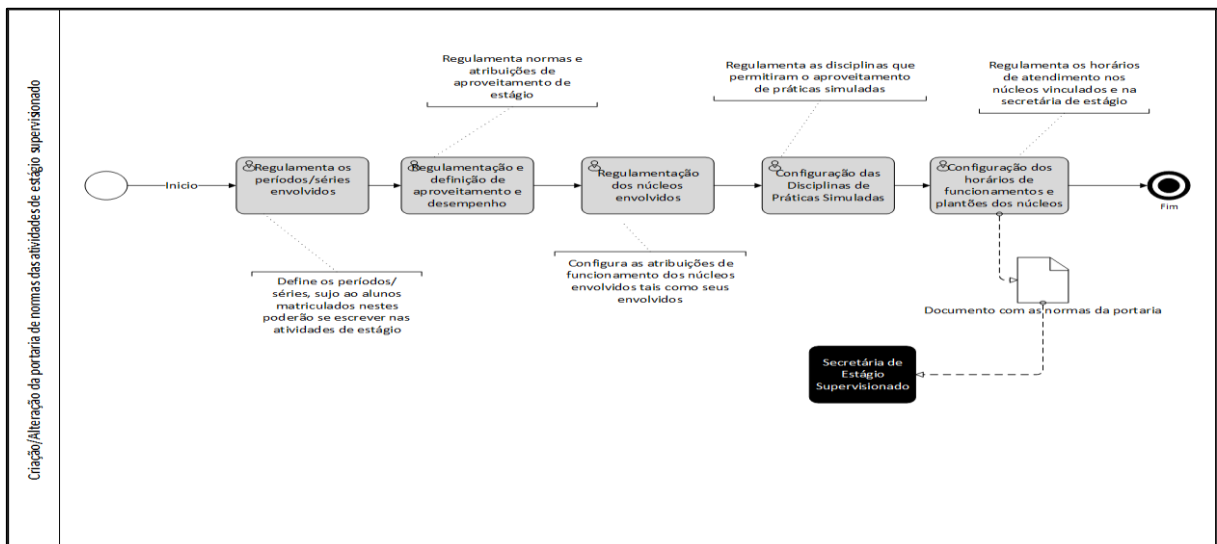 Criação/Alteração da portaria de normas das atividades de estágio supervisionado
Regulamenta normas e
atribuições de
aproveitamento de
estágio
Regulamenta as disciplinas que
permitiram o aproveitamento
de práticas simuladas
Regulamenta os horários
de atendimento nos
núcleos vinculados e na
secretária de estágio
Inicio
Regulamenta os
períodos/séries
envolvidos
Regulamentação e
definição de
aproveitamento e
desempenho
Regulamentação
dos núcleos
envolvidos
Configuração das
Disciplinas de
Práticas Simuladas
Configuração dos
horários de
funcionamentos e
plantões dos núcleo
Fim
Define os períodos/
séries, sujo ao alunos
matriculados nestes
poderão se escrever nas
atividades de estágio
Configura as atribuições de
funcionamento dos núcleos
envolvidos tais como seus
envolvidos
Documento com as normas da portaria
Secretária de
Estágio
Supervisionado